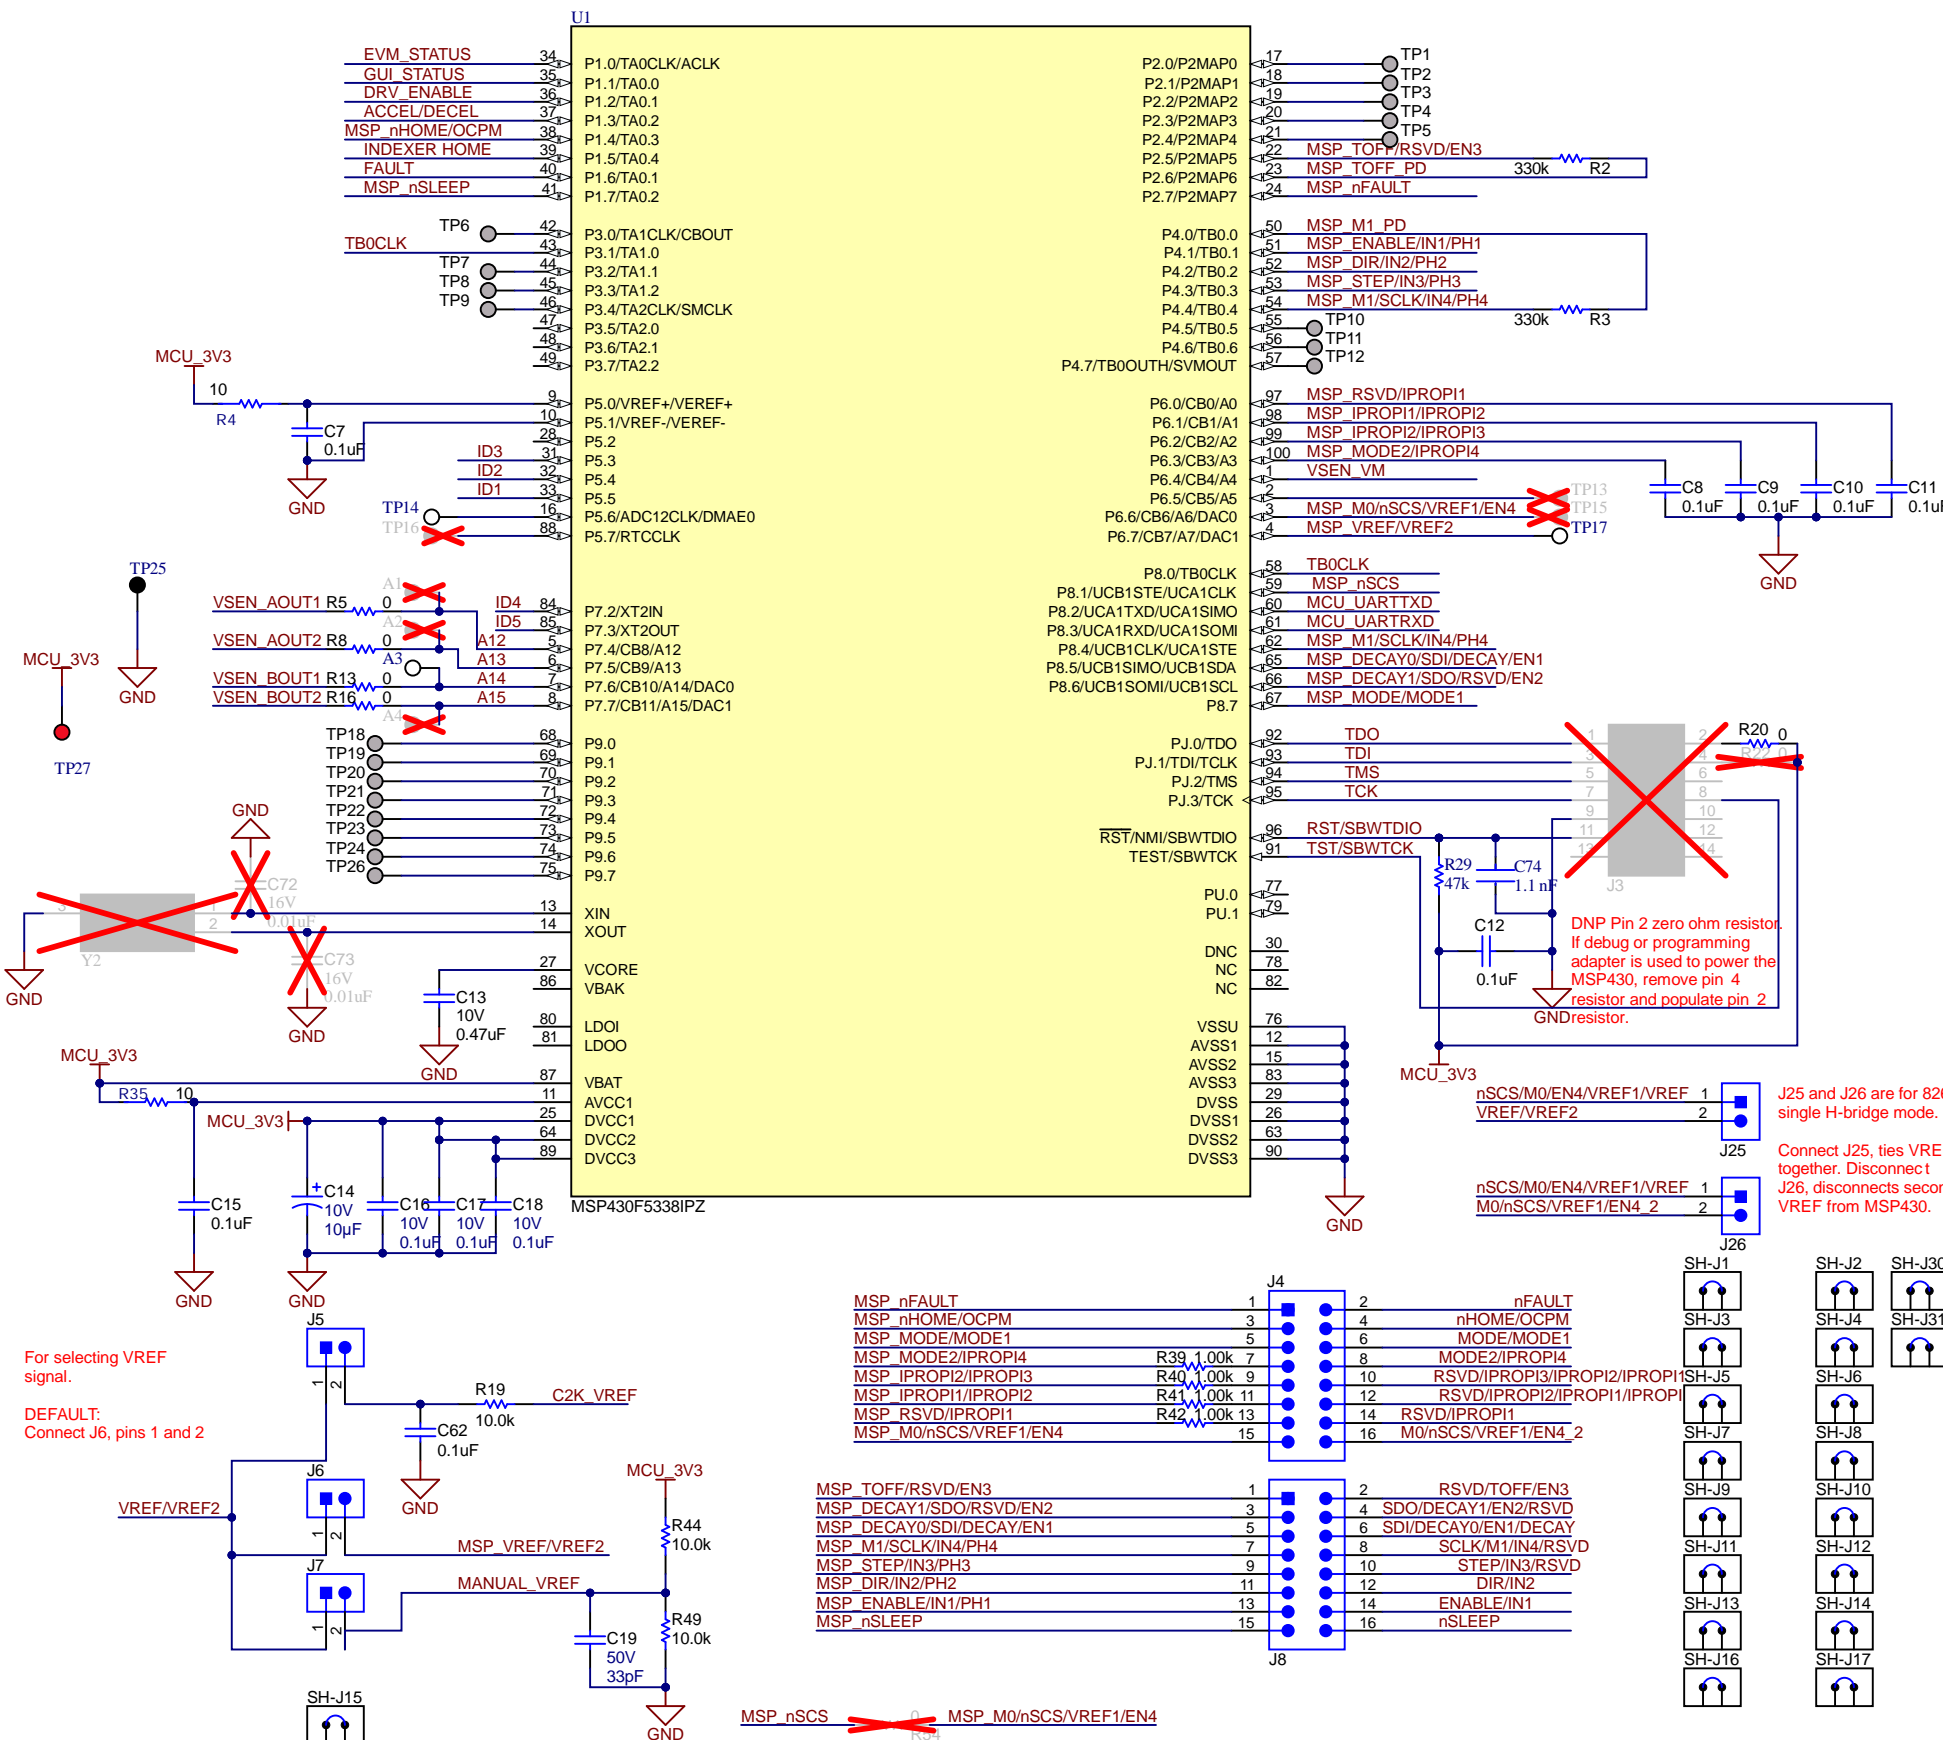 U1
EVM_STATUS 34 P1.0/TA0CLK/ACLK
GUI_STATUS 35 P1.1/TA0.0
DRV_ENABLE 36 P1.2/TA0.1
ACCEL/DECEL 37 P1.3/TA0.2
MSP_nHOME/OCPM 38 P1.4/TA0.3
INDEXER HOME 39 P1.5/TA0.4
FAULT 40 P1.6/TA0.1
MSP_nSLEEP 41 P1.7/TA0.2
TP6 42 P3.0/TA1CLK/CBOUT
TB0CLK 43 P3.1/TA1.0
TP7 44 P3.2/TA1.1
TP8 45 P3.3/TA1.2
TP9 46 P3.4/TA2CLK/SMCLK
47 P3.5/TA2.0
48 P3.6/TA2.1
49 P3.7/TA2.2
MCU_3V3
10
R4
9 P5.0/VREF+/VEREF+
10 P5.1/VREF-/VEREF-
C7
0.1uF
GND
28 P5.2
ID3 31 P5.3
ID2 32 P5.4
ID1 33 P5.5
TP14 16 P5.6/ADC12CLK/DMAE0
TP16 88 P5.7/RTCCLK
TP25
GND
MCU_3V3
TP27
A1
VSEN_AOUT1 R5 0 ID4 84 P7.2/XT2IN
A2 ID5 85 P7.3/XT2OUT
VSEN_AOUT2 R8 0 A12 5 P7.4/CB8/A12
A3 A13 6 P7.5/CB9/A13
VSEN_BOUT1 R13 0 A14 7 P7.6/CB10/A14/DAC0
VSEN_BOUT2 R16 0 A15 8 P7.7/CB11/A15/DAC1
A4
TP18 68 P9.0
TP19 69 P9.1
TP20 70 P9.2
TP21 71 P9.3
TP22 72 P9.4
TP23 73 P9.5
TP24 74 P9.6
TP26 75 P9.7
GND
C72
16V
0.01uF
3 1
2
Y2
GND
13 XIN
14 XOUT
C73
16V
0.01uF
GND
27 VCORE
86 VBAK
C13
10V
0.47uF
GND
80 LDOI
81 LDOO
MCU_3V3
87 VBAT
R35 10 11 AVCC1
MCU_3V3 25 DVCC1
64 DVCC2
89 DVCC3
C15
0.1uF
GND
C14
+
10V
10µF
C16
10V
0.1uF
C17
10V
0.1uF
C18
10V
0.1uF
GND
MSP430F5338IPZ
P2.0/P2MAP0 17 TP1
P2.1/P2MAP1 18 TP2
P2.2/P2MAP2 19 TP3
P2.3/P2MAP3 20 TP4
P2.4/P2MAP4 21 TP5
P2.5/P2MAP5 22 MSP_TOFF/RSVD/EN3
P2.6/P2MAP6 23 MSP_TOFF_PD 330k R2
P2.7/P2MAP7 24 MSP_nFAULT
P4.0/TB0.0 50 MSP_M1_PD
P4.1/TB0.1 51 MSP_ENABLE/IN1/PH1
P4.2/TB0.2 52 MSP_DIR/IN2/PH2
P4.3/TB0.3 53 MSP_STEP/IN3/PH3
P4.4/TB0.4 54 MSP_M1/SCLK/IN4/PH4 330k R3
P4.5/TB0.5 55 TP10
P4.6/TB0.6 56 TP11
P4.7/TB0OUTH/SVMOUT 57 TP12
P6.0/CB0/A0 97 MSP_RSVD/IPROPI1
P6.1/CB1/A1 98 MSP_IPROPI1/IPROPI2
P6.2/CB2/A2 99 MSP_IPROPI2/IPROPI3
P6.3/CB3/A3 100 MSP_MODE2/IPROPI4
P6.4/CB4/A4 1 VSEN_VM
P6.5/CB5/A5 2 TP13
P6.6/CB6/A6/DAC0 3 MSP_M0/nSCS/VREF1/EN4 TP15
P6.7/CB7/A7/DAC1 4 MSP_VREF/VREF2 TP17
C8
0.1uF
C9
0.1uF
C10
0.1uF
C11
0.1uF
GND
P8.0/TB0CLK 58 TB0CLK
P8.1/UCB1STE/UCA1CLK 59 MSP_nSCS
P8.2/UCA1TXD/UCA1SIMO 60 MCU_UARTTXD
P8.3/UCA1RXD/UCA1SOMI 61 MCU_UARTRXD
P8.4/UCB1CLK/UCA1STE 62 MSP_M1/SCLK/IN4/PH4
P8.5/UCB1SIMO/UCB1SDA 65 MSP_DECAY0/SDI/DECAY/EN1
P8.6/UCB1SOMI/UCB1SCL 66 MSP_DECAY1/SDO/RSVD/EN2
P8.7 67 MSP_MODE/MODE1
PJ.0/TDO 92 TDO 1 2 R20 0
PJ.1/TDI/TCLK 93 TDI 3 4 R22 0
PJ.2/TMS 94 TMS 5 6
PJ.3/TCK 95 TCK 7 8
9 10
RST/NMI/SBWTDIO 96 RST/SBWTDIO 11 12
TEST/SBWTCK 91 TST/SBWTCK 13 14
J3
R29
47k
C74
1.1 nF
C12
0.1uF
GND
PU.0 77
PU.1 79
DNC 30
NC 78
NC 82
DNP Pin 2 zero ohm resistor.
If debug or programming
adapter is used to power the
MSP430, remove pin 4
resistor and populate pin 2
resistor.
MCU_3V3
VSSU 76
AVSS1 12
AVSS2 15
AVSS3 83
DVSS 29
DVSS1 26
DVSS2 63
DVSS3 90
GND
nSCS/M0/EN4/VREF1/VREF 1
VREF/VREF2 2
J25
J25 and J26 are for 826
single H-bridge mode.
Connect J25, ties VRE
together. Disconnect
J26, disconnects secon
VREF from MSP430.
nSCS/M0/EN4/VREF1/VREF 1
M0/nSCS/VREF1/EN4_2 2
J26
J4
MSP_nFAULT 1 2 nFAULT
MSP_nHOME/OCPM 3 4 nHOME/OCPM
MSP_MODE/MODE1 5 6 MODE/MODE1
MSP_MODE2/IPROPI4 R39 1.00k 7 8 MODE2/IPROPI4
MSP_IPROPI2/IPROPI3 R40 1.00k 9 10 RSVD/IPROPI3/IPROPI2/IPROPI1
MSP_IPROPI1/IPROPI2 R41 1.00k 11 12 RSVD/IPROPI2/IPROPI1/IPROPI
MSP_RSVD/IPROPI1 R42 1.00k 13 14 RSVD/IPROPI1
MSP_M0/nSCS/VREF1/EN4 15 16 M0/nSCS/VREF1/EN4_2
MSP_TOFF/RSVD/EN3 1 2 RSVD/TOFF/EN3
MSP_DECAY1/SDO/RSVD/EN2 3 4 SDO/DECAY1/EN2/RSVD
MSP_DECAY0/SDI/DECAY/EN1 5 6 SDI/DECAY0/EN1/DECAY
MSP_M1/SCLK/IN4/PH4 7 8 SCLK/M1/IN4/RSVD
MSP_STEP/IN3/PH3 9 10 STEP/IN3/RSVD
MSP_DIR/IN2/PH2 11 12 DIR/IN2
MSP_ENABLE/IN1/PH1 13 14 ENABLE/IN1
MSP_nSLEEP 15 16 nSLEEP
J8
For selecting VREF
signal.
DEFAULT:
Connect J6, pins 1 and 2
J5
1 2
R19
10.0k
C2K_VREF
C62
0.1uF
GND
J6
1 2
VREF/VREF2
MSP_VREF/VREF2
J7
1 2
MANUAL_VREF
MCU_3V3
R44
10.0k
R49
10.0k
C19
50V
33pF
GND
MSP_nSCS 0 MSP_M0/nSCS/VREF1/EN4
R54
SH-J15
SH-J1 SH-J2 SH-J30
SH-J3 SH-J4 SH-J31
SH-J5 SH-J6
SH-J7 SH-J8
SH-J9 SH-J10
SH-J11 SH-J12
SH-J13 SH-J14
SH-J16 SH-J17